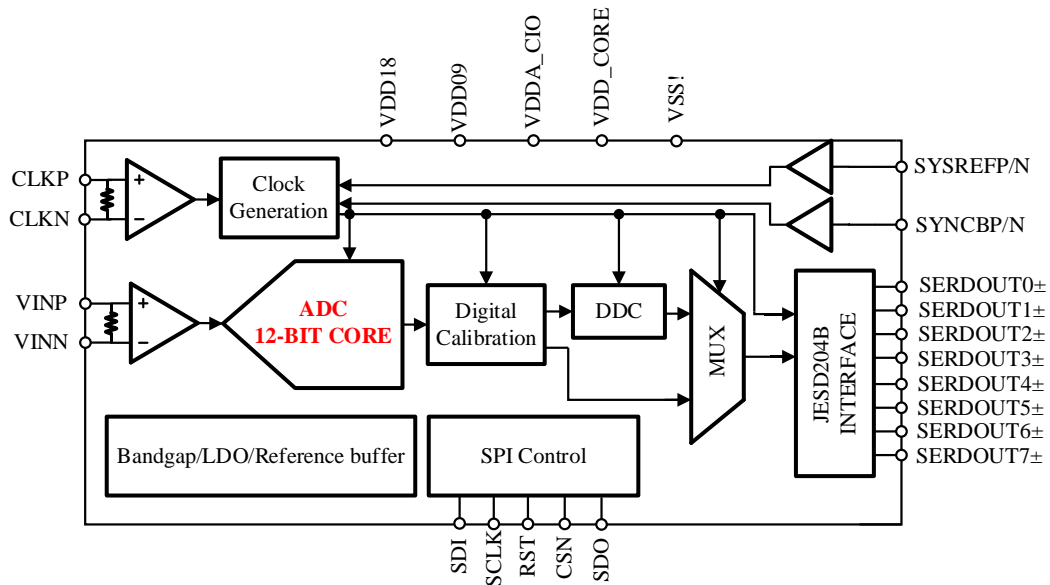 VDD18
VDD09
VDDA_CIO
VDD_CORE
VSS!
CLKP
CLKN
+
−
Clock
Generation
SYSREFP/N
SYNCBP/N
VINP
VINN
+
−
ADC
12-BIT CORE
Digital
Calibration
DDC
MUX
JESD204B
INTERFACE
SERDOUT0±
SERDOUT1±
SERDOUT2±
SERDOUT3±
SERDOUT4±
SERDOUT5±
SERDOUT6±
SERDOUT7±
Bandgap/LDO/Reference buffer
SPI Control
SDI
SCLK
RST
CSN
SDO